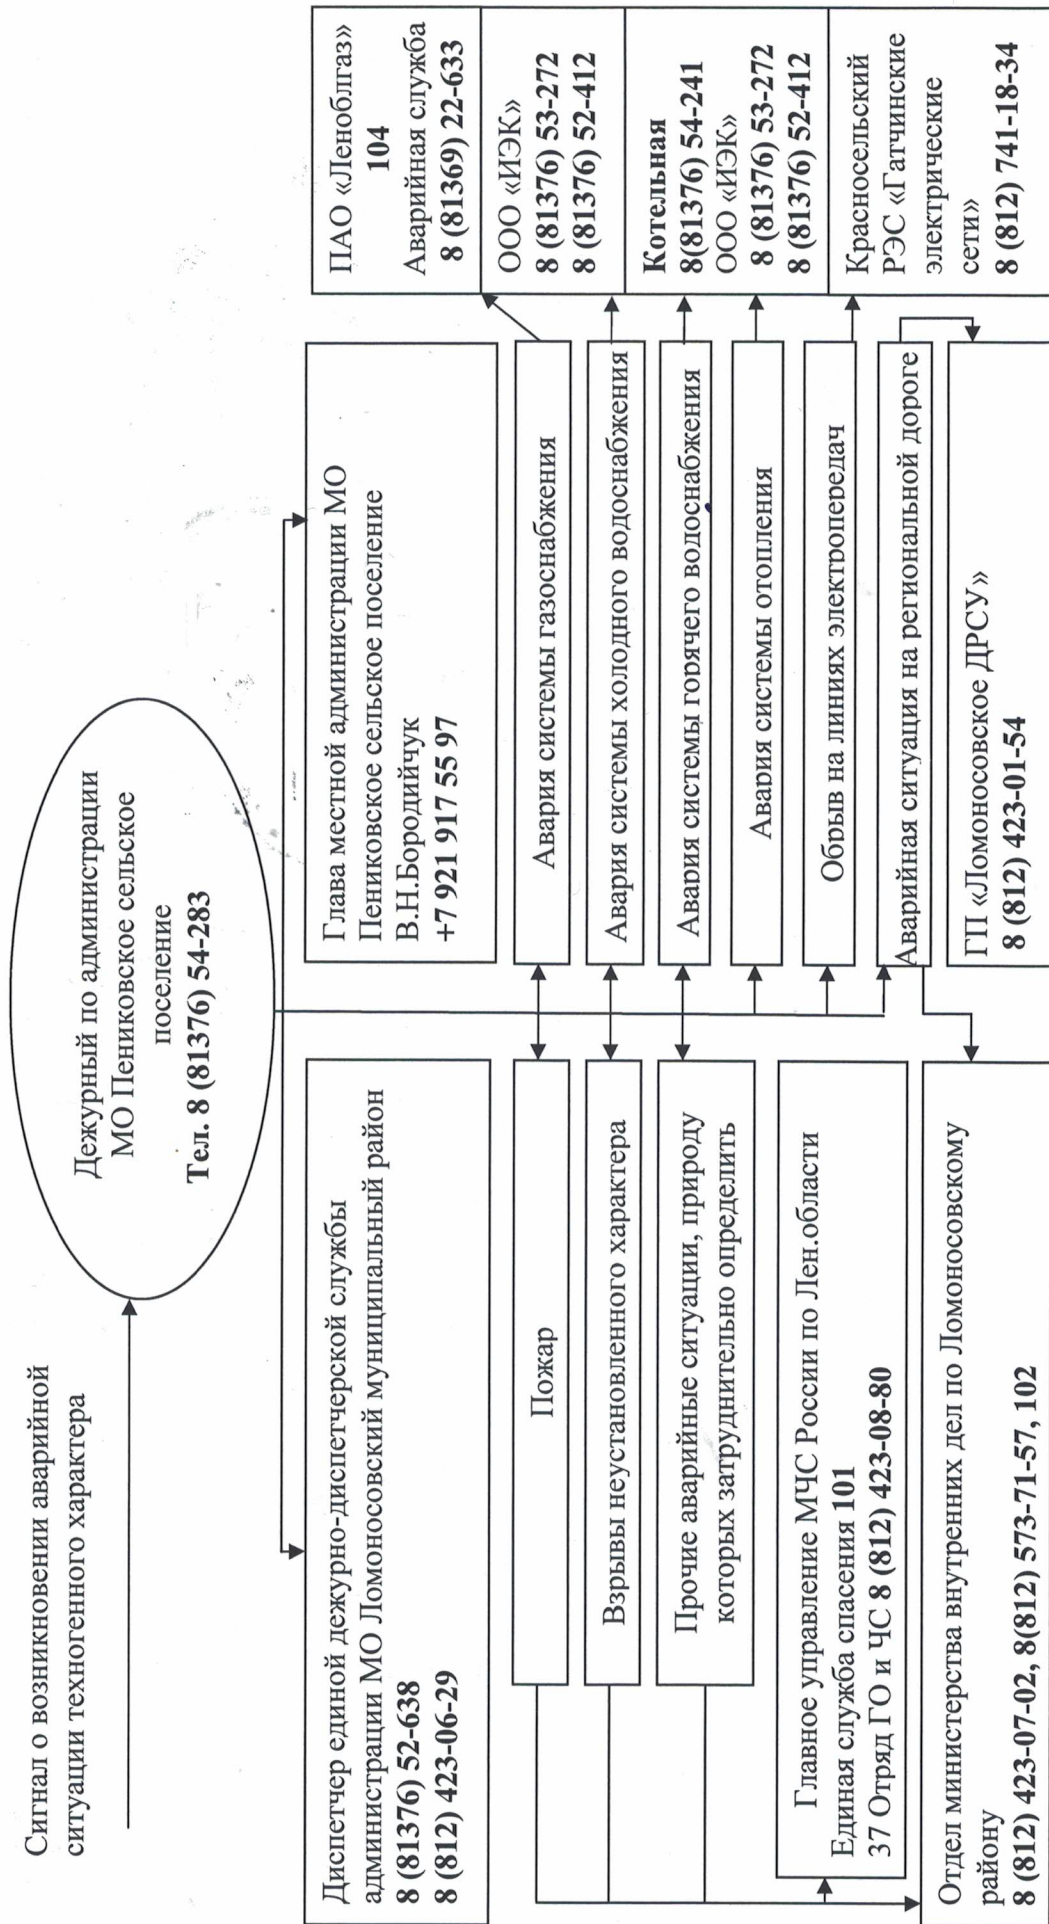 Сигнал о возникновении аварийной
ситуации техногенного характера
Дежурный по администрации
МО Пениковское сельское
поселение
Тел. 8 (81376) 54-283
Диспетчер единой дежурно-диспетчерской службы
администрации МО Ломоносовский муниципальный район
8 (81376) 52-638
8 (812) 423-06-29
Глава местной администрации МО
Пениковское сельское поселение
В.Н.Бородийчук
+7 921 917 55 97
ПАО «Леноблгаз»
104
Аварийная служба
8 (81369) 22-633
Пожар
Авария системы газоснабжения
ООО «ИЭК»
8 (81376) 53-272
8 (81376) 52-412
Взрывы неустановленного характера
Авария системы холодного водоснабжения
Прочие аварийные ситуации, природу
которых затруднительно определить
Авария системы горячего водоснабжения
Котельная
8(81376) 54-241
ООО «ИЭК»
8 (81376) 53-272
8 (81376) 52-412
Авария системы отопления
Главное управление МЧС России по Лен.области
Единая служба спасения 101
37 Отряд ГО и ЧС 8 (812) 423-08-80
Обрыв на линиях электропередач
Красносельский
РЭС «Гатчинские
электрические
сети»
8 (812) 741-18-34
Аварийная ситуация на региональной дороге
Отдел министерства внутренних дел по Ломоносовскому
району
8 (812) 423-07-02, 8(812) 573-71-57, 102
ГП «Ломоносовское ДРСУ»
8 (812) 423-01-54